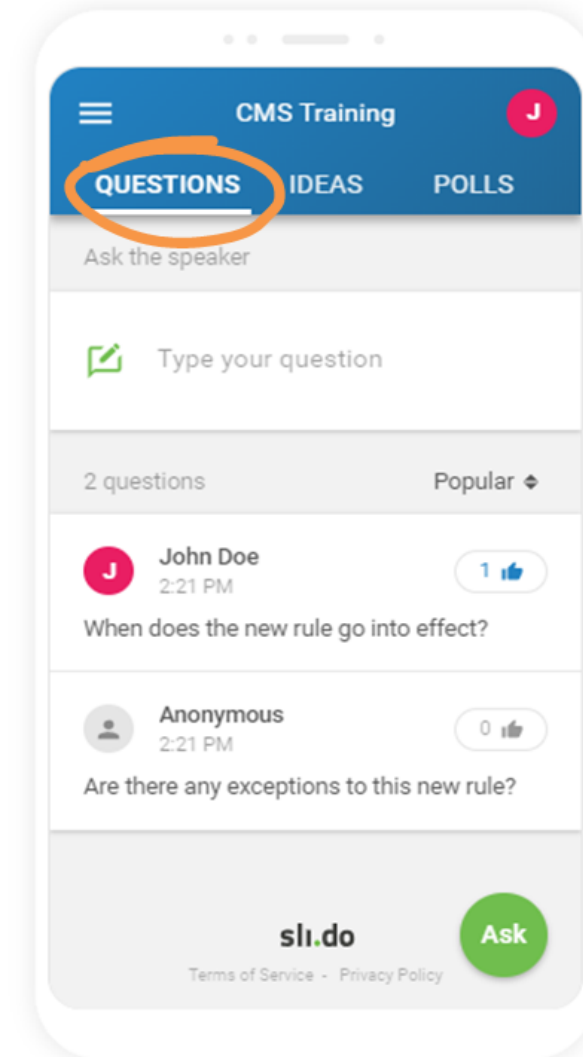 CMS Training
J
QUESTIONS IDEAS POLLS
Ask the speaker
Type your question
2 questions Popular
J
John Doe
2:21 PM
1
When does the new rule go into effect?
Anonymous
2:21 PM
0
Are there any exceptions to this new rule?
Ask
sli.do
Terms of Service - Privacy Policy